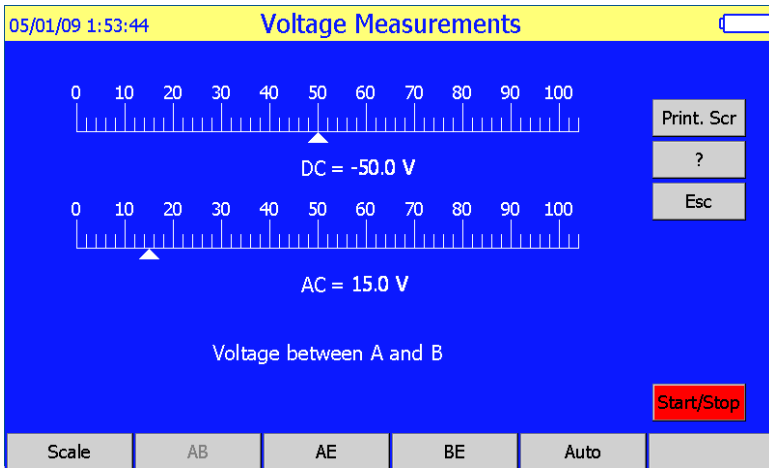 05/01/09 1:53:44 Voltage Measurements
0 10 20 30 40 50 60 70 80 90 100
Print. Scr
DC = -50.0 V
?
Esc
0 10 20 30 40 50 60 70 80 90 100
AC = 15.0 V
Voltage between A and B
Start/Stop
Scale AB AE BE Auto